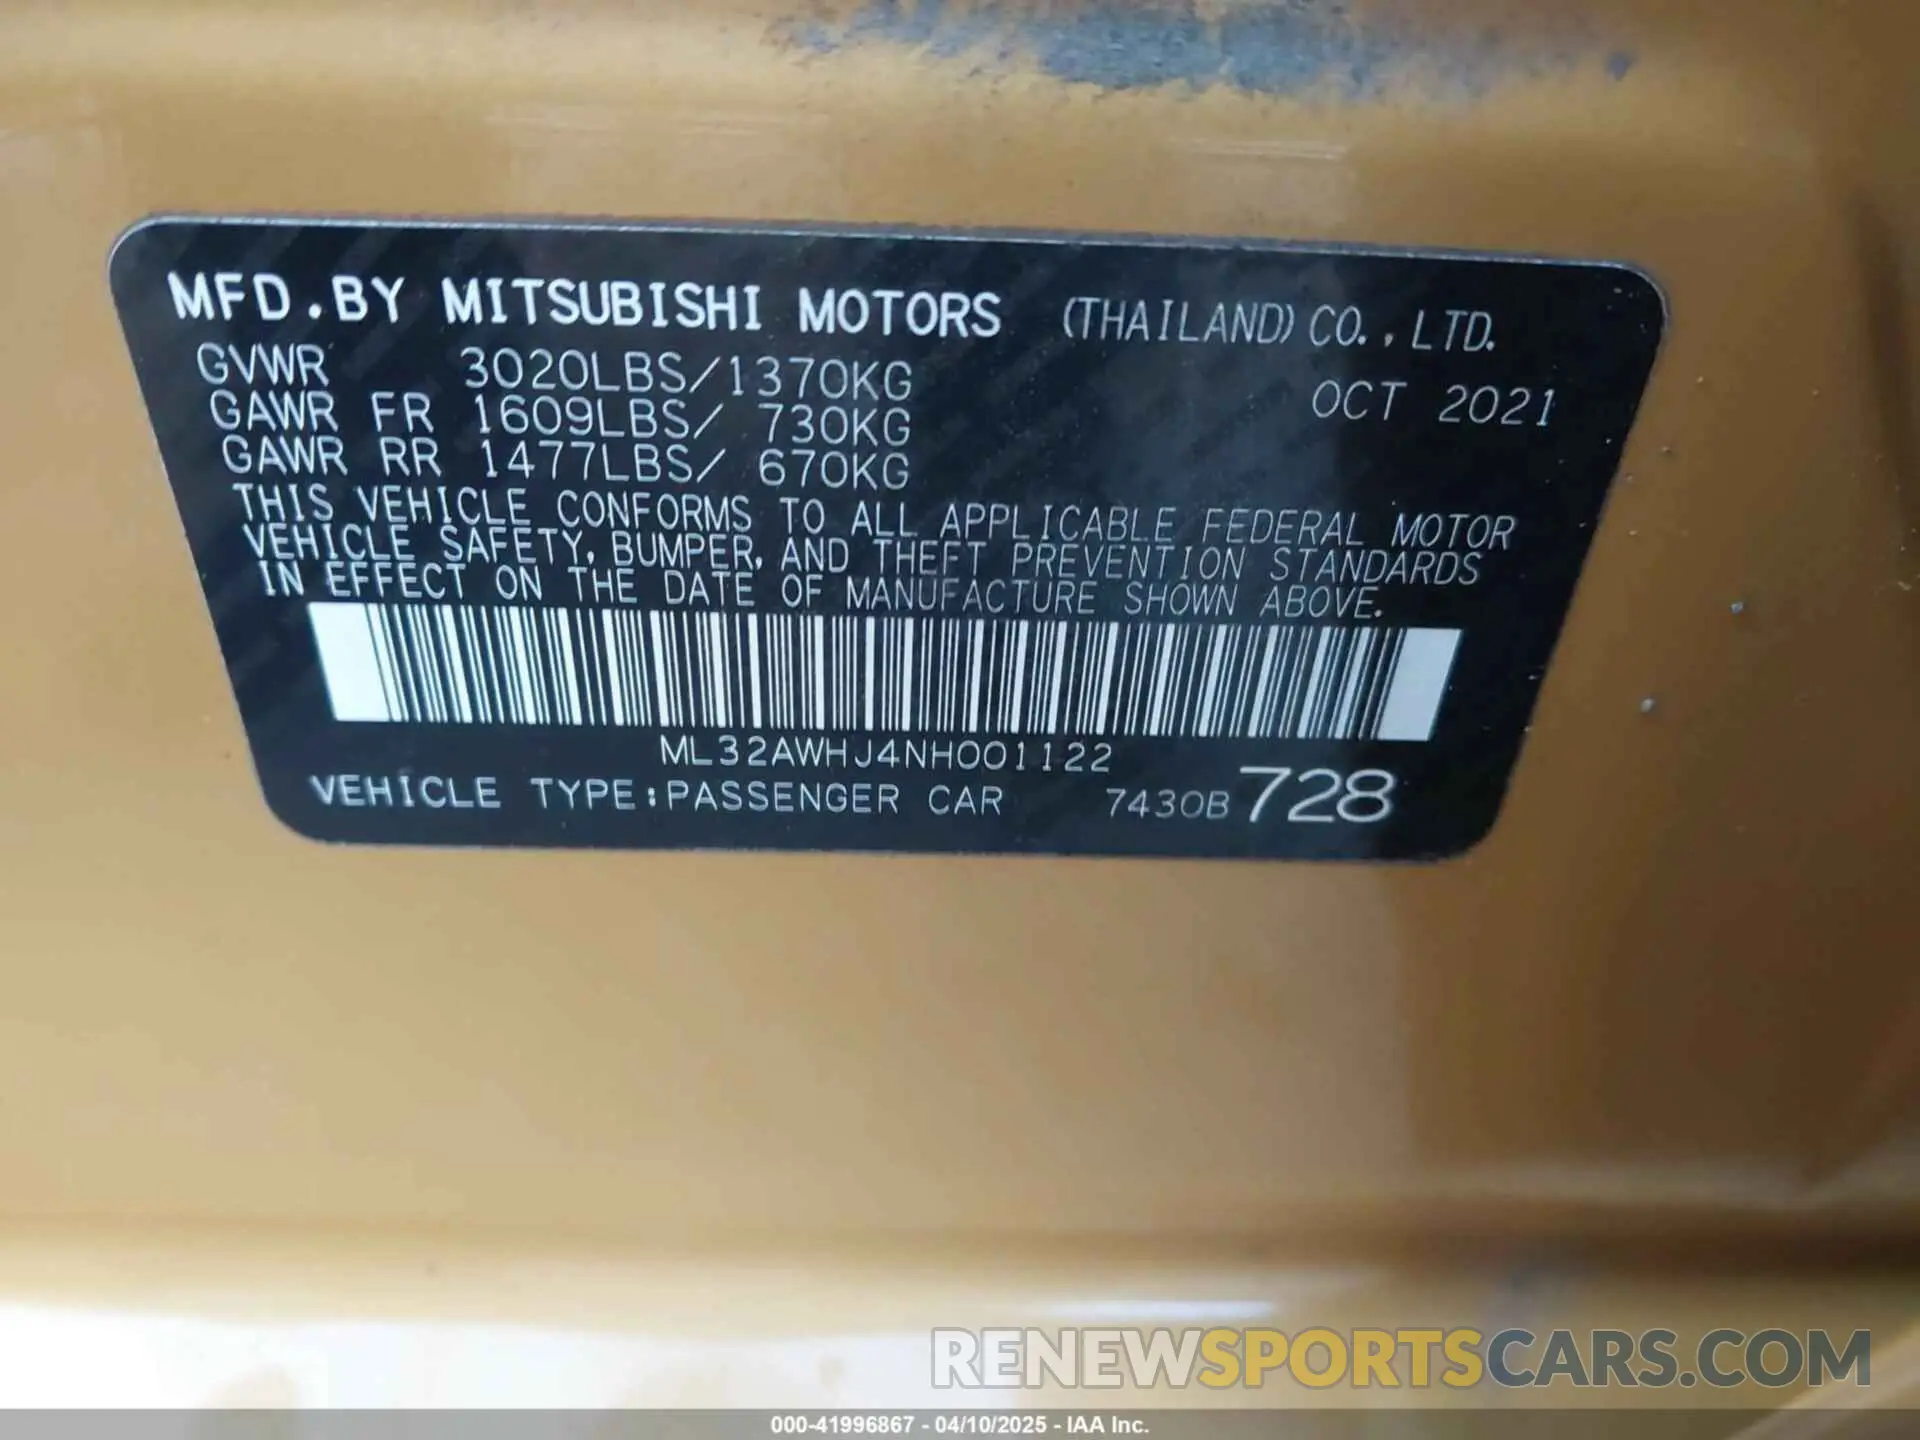 MFD.BY MITSUBISHI MOTORS (THAILAND) CO., LTD.
GVWR 3020LBS/1370KG OCT 2021
GAWR FR 1609LBS/ 730KG
GAWR RR 1477LBS/ 670KG
THIS VEHICLE CONFORMS TO ALL APPLICABLE FEDERAL MOTOR
VEHICLE SAFETY, BUMPER, AND THEFT PREVENTION STANDARDS
IN EFFECT ON THE DATE OF MANUFACTURE SHOWN ABOVE.
ML32AWHJ4NH001122
VEHICLE TYPE:PASSENGER CAR 7430B 728
RENEWSPORTSCARS.COM
000-41996867 - 04/10/2025 - IAA Inc.